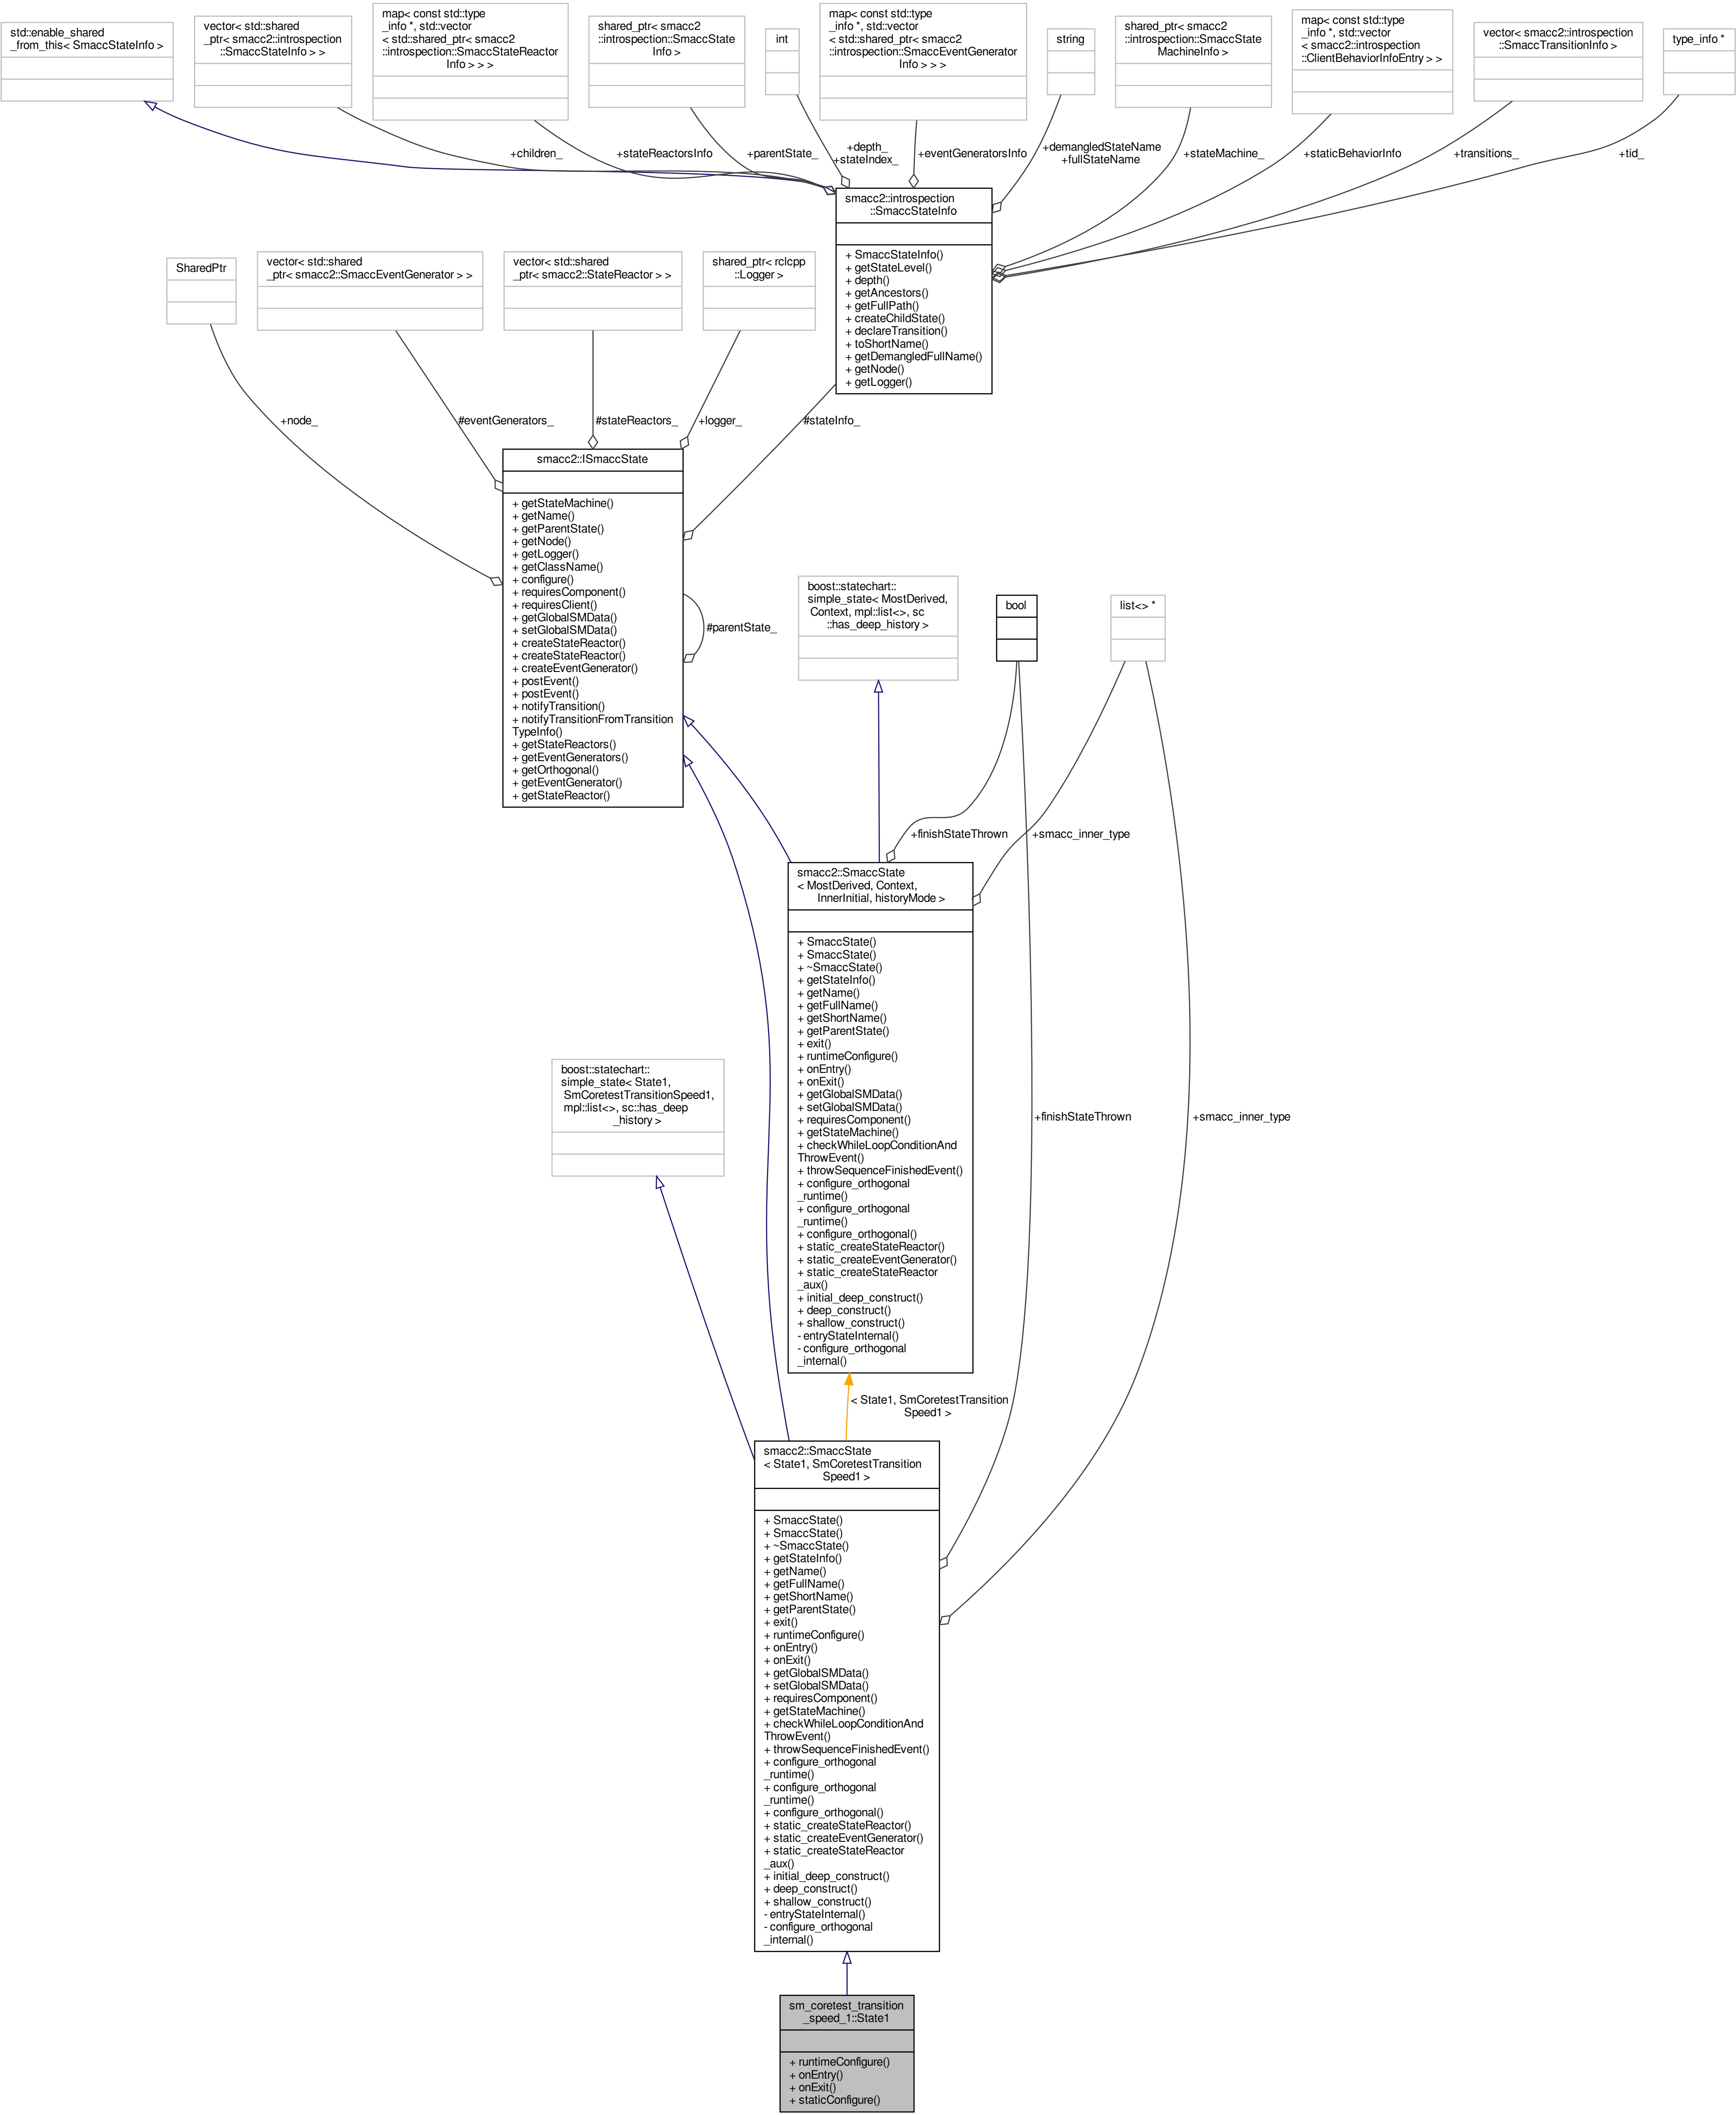 std::enable_shared
_from_this< SmaccStateInfo >
vector< std::shared
_ptr< smacc2::introspection
::SmaccStateInfo > >
map< const std::type
_info *, std::vector
< std::shared_ptr< smacc2
::introspection::SmaccStateReactor
Info > > >
shared_ptr< smacc2
::introspection::SmaccState
Info >
int
map< const std::type
_info *, std::vector
< std::shared_ptr< smacc2
::introspection::SmaccEventGenerator
Info > > >
string
shared_ptr< smacc2
::introspection::SmaccState
MachineInfo >
map< const std::type
_info *, std::vector
< smacc2::introspection
::ClientBehaviorInfoEntry > >
vector< smacc2::introspection
::SmaccTransitionInfo >
type_info *
+children_
+stateReactorsInfo
+parentState_
+depth_
+stateIndex_
+eventGeneratorsInfo
+demangledStateName
+fullStateName
+stateMachine_
+staticBehaviorInfo
+transitions_
+tid_
smacc2::introspection
::SmaccStateInfo
+ SmaccStateInfo()
+ getStateLevel()
+ depth()
+ getAncestors()
+ getFullPath()
+ createChildState()
+ declareTransition()
+ toShortName()
+ getDemangledFullName()
+ getNode()
+ getLogger()
SharedPtr
vector< std::shared
_ptr< smacc2::SmaccEventGenerator > >
vector< std::shared
_ptr< smacc2::StateReactor > >
shared_ptr< rclcpp
::Logger >
+node_
#eventGenerators_
#stateReactors_
+logger_
#stateInfo_
smacc2::ISmaccState
+ getStateMachine()
+ getName()
+ getParentState()
+ getNode()
+ getLogger()
+ getClassName()
+ configure()
+ requiresComponent()
+ requiresClient()
+ getGlobalSMData()
+ setGlobalSMData()
+ createStateReactor()
+ createStateReactor()
+ createEventGenerator()
+ postEvent()
+ postEvent()
+ notifyTransition()
+ notifyTransitionFromTransition
TypeInfo()
+ getStateReactors()
+ getEventGenerators()
+ getOrthogonal()
+ getEventGenerator()
+ getStateReactor()
#parentState_
boost::statechart::
simple_state< MostDerived,
Context, mpl::list<>, sc
::has_deep_history >
bool
list<> *
+finishStateThrown
+smacc_inner_type
smacc2::SmaccState
< MostDerived, Context,
InnerInitial, historyMode >
+ SmaccState()
+ SmaccState()
+ ~SmaccState()
+ getStateInfo()
+ getName()
+ getFullName()
+ getShortName()
+ getParentState()
+ exit()
+ runtimeConfigure()
+ onEntry()
+ onExit()
+ getGlobalSMData()
+ setGlobalSMData()
+ requiresComponent()
+ getStateMachine()
+ checkWhileLoopConditionAnd
ThrowEvent()
+ throwSequenceFinishedEvent()
+ configure_orthogonal
_runtime()
+ configure_orthogonal
_runtime()
+ configure_orthogonal()
+ static_createStateReactor()
+ static_createEventGenerator()
+ static_createStateReactor
_aux()
+ initial_deep_construct()
+ deep_construct()
+ shallow_construct()
- entryStateInternal()
- configure_orthogonal
_internal()
boost::statechart::
simple_state< State1,
SmCoretestTransitionSpeed1,
mpl::list<>, sc::has_deep
_history >
+finishStateThrown
+smacc_inner_type
< State1, SmCoretestTransition
Speed1 >
smacc2::SmaccState
< State1, SmCoretestTransition
Speed1 >
+ SmaccState()
+ SmaccState()
+ ~SmaccState()
+ getStateInfo()
+ getName()
+ getFullName()
+ getShortName()
+ getParentState()
+ exit()
+ runtimeConfigure()
+ onEntry()
+ onExit()
+ getGlobalSMData()
+ setGlobalSMData()
+ requiresComponent()
+ getStateMachine()
+ checkWhileLoopConditionAnd
ThrowEvent()
+ throwSequenceFinishedEvent()
+ configure_orthogonal
_runtime()
+ configure_orthogonal
_runtime()
+ configure_orthogonal()
+ static_createStateReactor()
+ static_createEventGenerator()
+ static_createStateReactor
_aux()
+ initial_deep_construct()
+ deep_construct()
+ shallow_construct()
- entryStateInternal()
- configure_orthogonal
_internal()
sm_coretest_transition
_speed_1::State1
+ runtimeConfigure()
+ onEntry()
+ onExit()
+ staticConfigure()